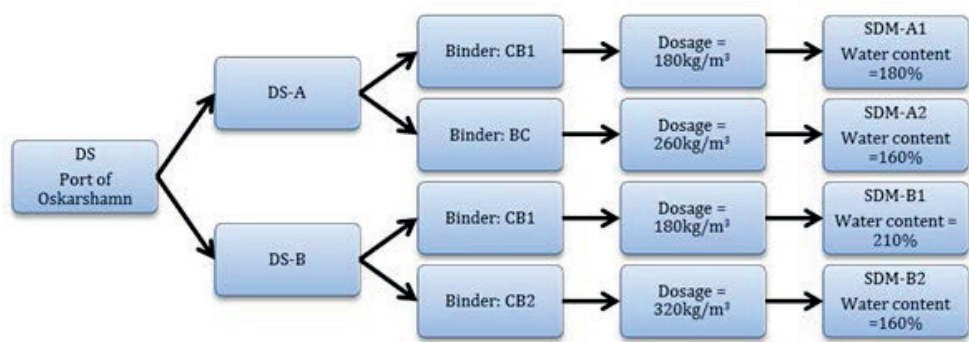 DS
Port of
Oskarshamn
DS-A
DS-B
Binder: CB1
Binder: BC
Binder: CB1
Binder: CB2
Dosage =
180kg/m³
Dosage =
260kg/m³
Dosage =
180kg/m³
Dosage =
320kg/m³
SDM-A1
Water content
=180%
SDM-A2
Water content
=160%
SDM-B1
Water content =
210%
SDM-B2
Water content
=160%